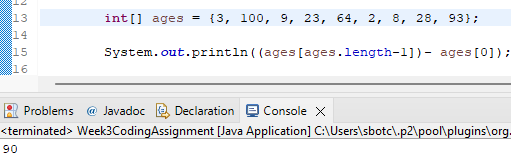 13 int[] ages = {3, 100, 9, 23, 64, 2, 8, 28, 93};
14
15 System.out.println((ages[ages.length-1])- ages[0]);
16
Problems @ Javadoc Declaration Console
<terminated> Week3CodingAssignment [Java Application] C:\Users\sbotc\.p2\pool\plugins\org.
90